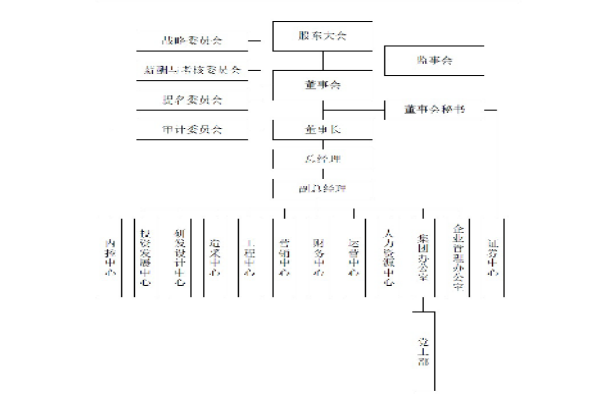 战略委员会
股东大会
薪酬与考核委员会
监事会
董事会
提名委员会
董事会秘书
审计委员会
董事长
总经理
副总经理
内控中心
投资发展中心
研发设计中心
造采中心
工程中心
营销中心
财务中心
运营中心
人力资源中心
集团办公室
企业管理办公室
证券中心
党工部